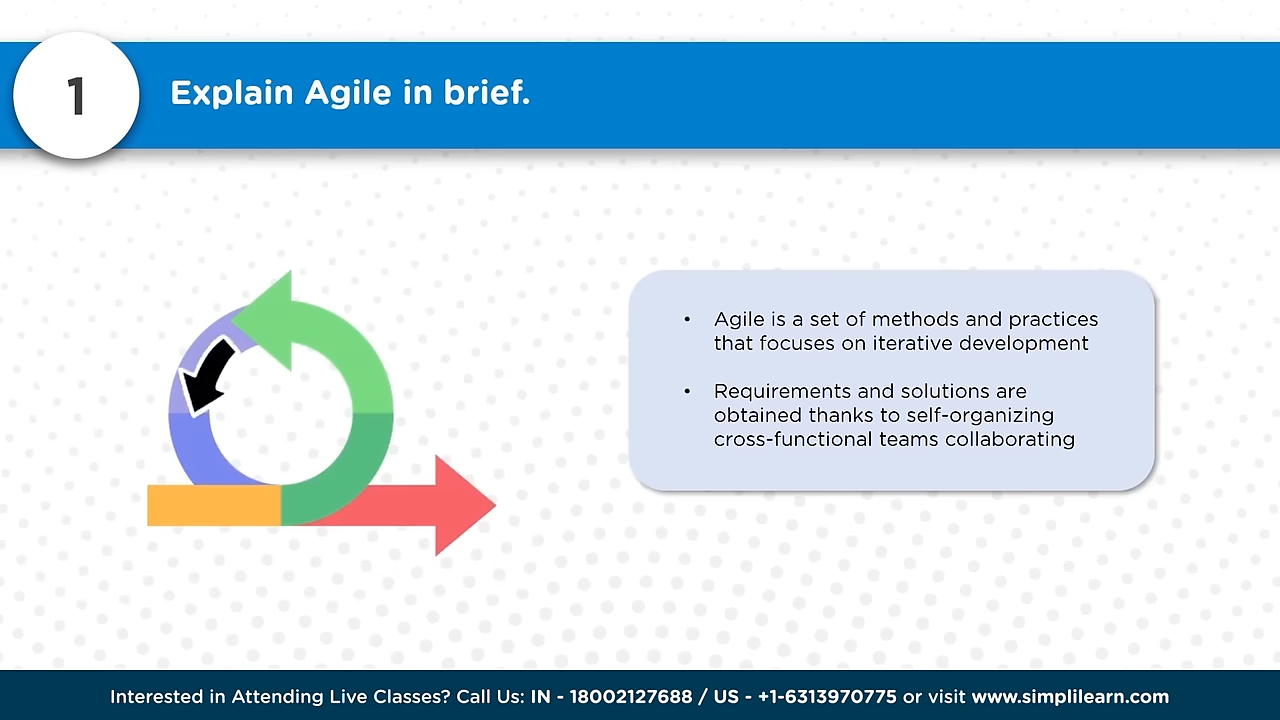 1
Explain Agile in brief.
• Agile is a set of methods and practices
that focuses on iterative development
• Requirements and solutions are
obtained thanks to self-organizing
cross-functional teams collaborating
Interested in Attending Live Classes? Call Us: IN - 18002127688 / US - +1-6313970775 or visit www.simplilearn.com